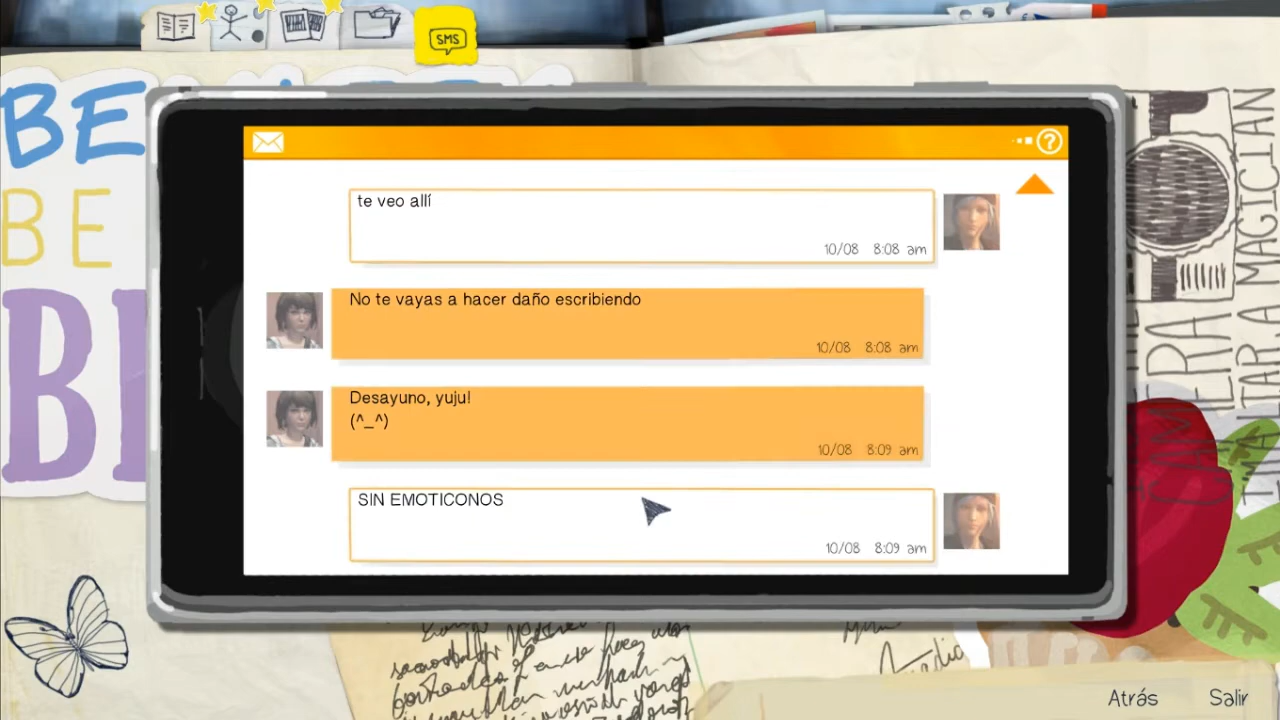 SMS
BE
BE
te veo allí
10/08 8:08 am
No te vayas a hacer daño escribiendo
10/08 8:08 am
Desayuno, yuju!
(^_^)
10/08 8:09 am
SIN EMOTICONOS
10/08 8:09 am
MAGICIAN
Atrás Salir